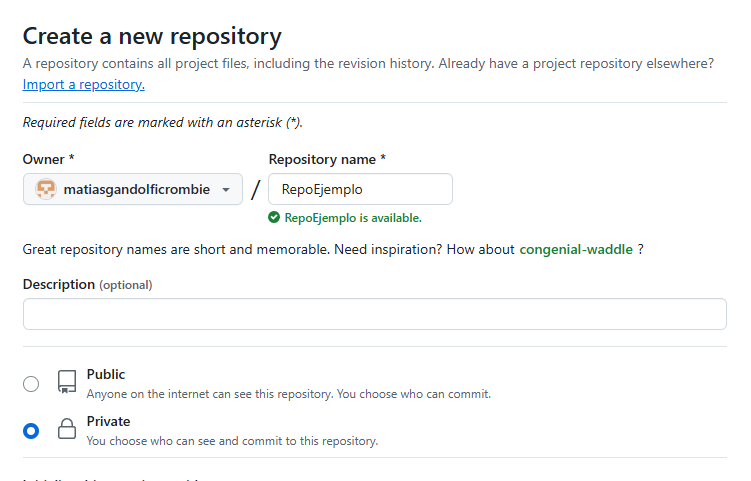 Create a new repository
A repository contains all project files, including the revision history. Already have a project repository elsewhere?
Import a repository.
Required fields are marked with an asterisk (*).
Owner *
Repository name *
matiasgandolficrombie
/
RepoEjemplo
RepoEjemplo is available.
Great repository names are short and memorable. Need inspiration? How about congenial-waddle ?
Description (optional)
Public
Anyone on the internet can see this repository. You choose who can commit.
Private
You choose who can see and commit to this repository.